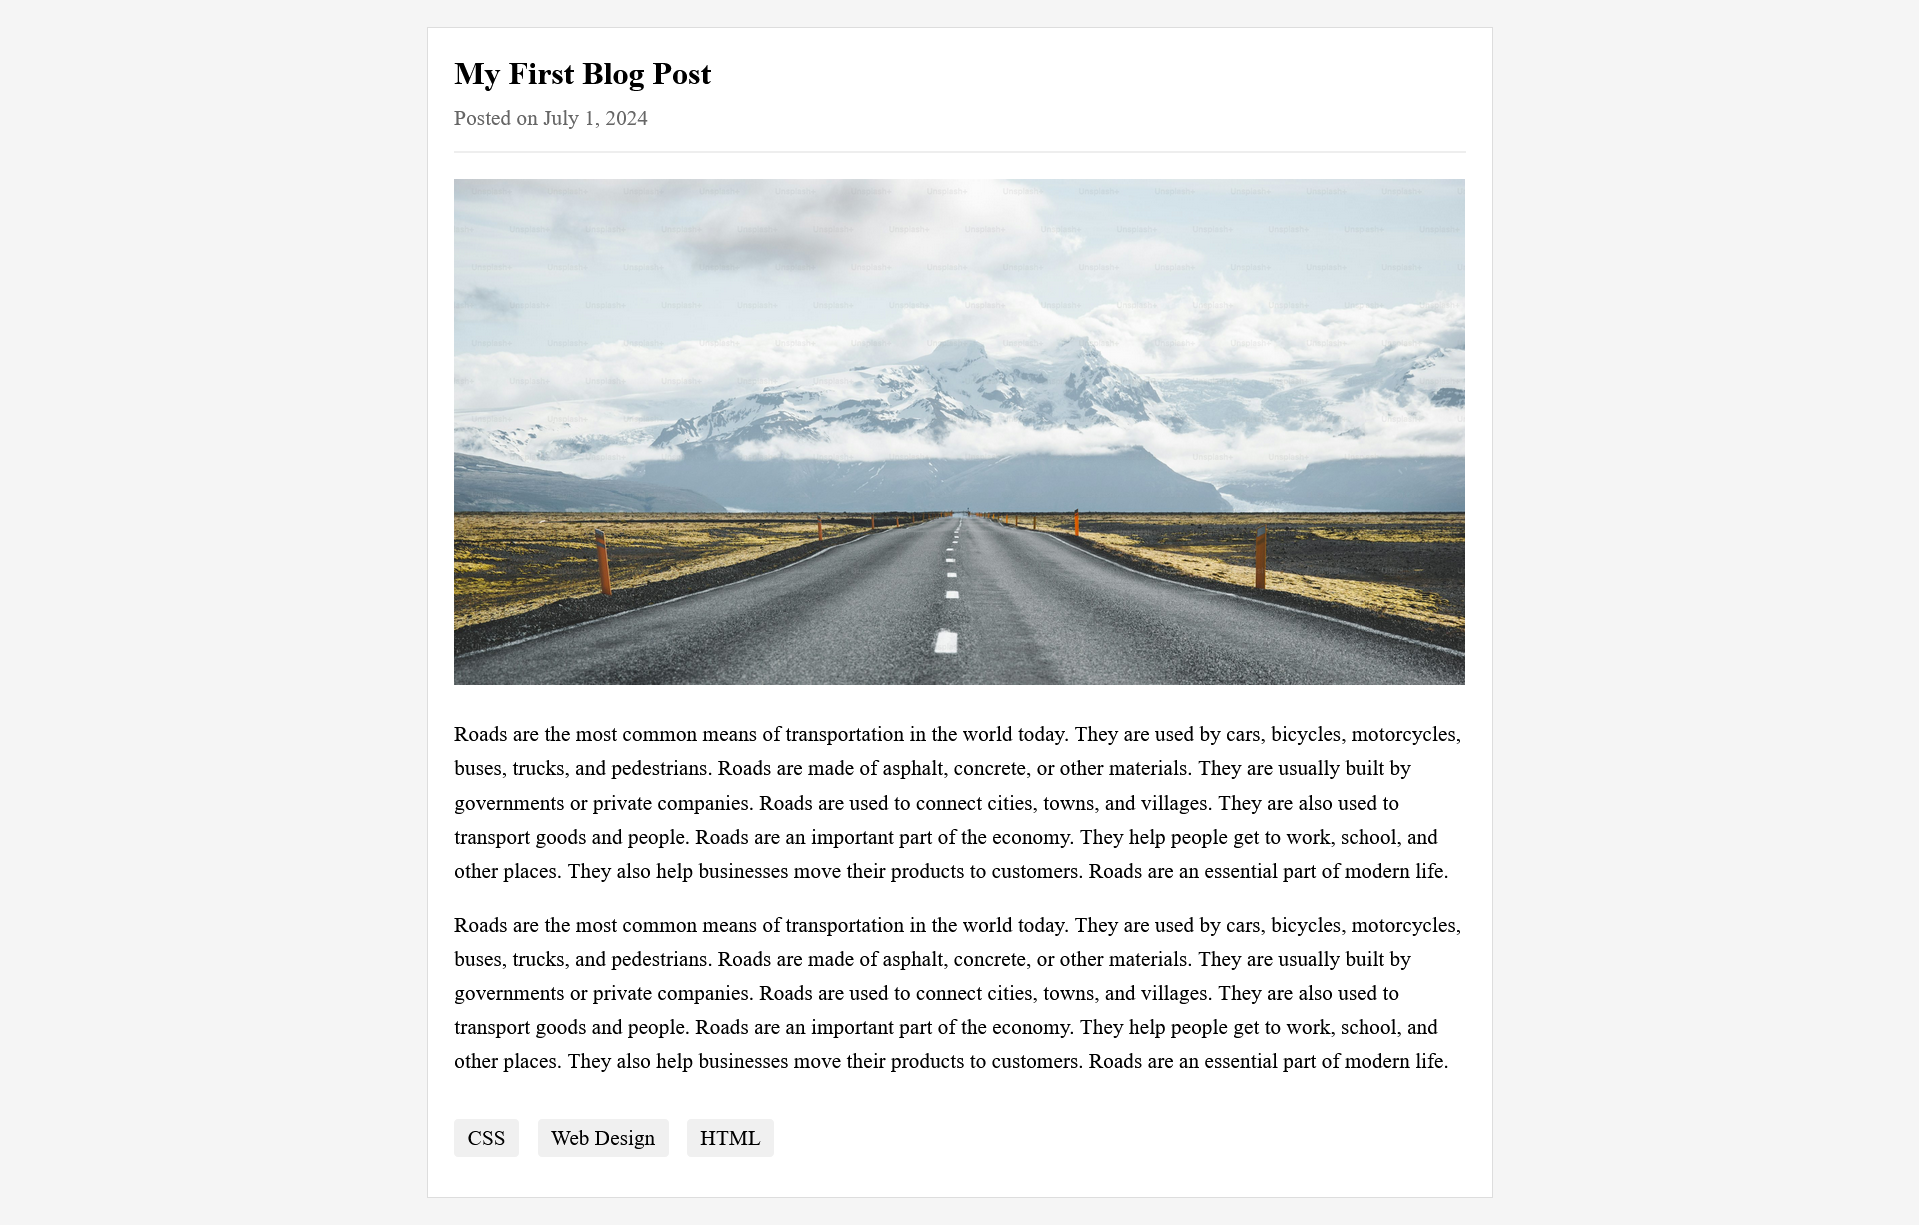 My First Blog Post
Posted on July 1, 2024
Unsplash+
Roads are the most common means of transportation in the world today. They are used by cars, bicycles, motorcycles,
buses, trucks, and pedestrians. Roads are made of asphalt, concrete, or other materials. They are usually built by
governments or private companies. Roads are used to connect cities, towns, and villages. They are also used to
transport goods and people. Roads are an important part of the economy. They help people get to work, school, and
other places. They also help businesses move their products to customers. Roads are an essential part of modern life.
Roads are the most common means of transportation in the world today. They are used by cars, bicycles, motorcycles,
buses, trucks, and pedestrians. Roads are made of asphalt, concrete, or other materials. They are usually built by
governments or private companies. Roads are used to connect cities, towns, and villages. They are also used to
transport goods and people. Roads are an important part of the economy. They help people get to work, school, and
other places. They also help businesses move their products to customers. Roads are an essential part of modern life.
CSS Web Design HTML